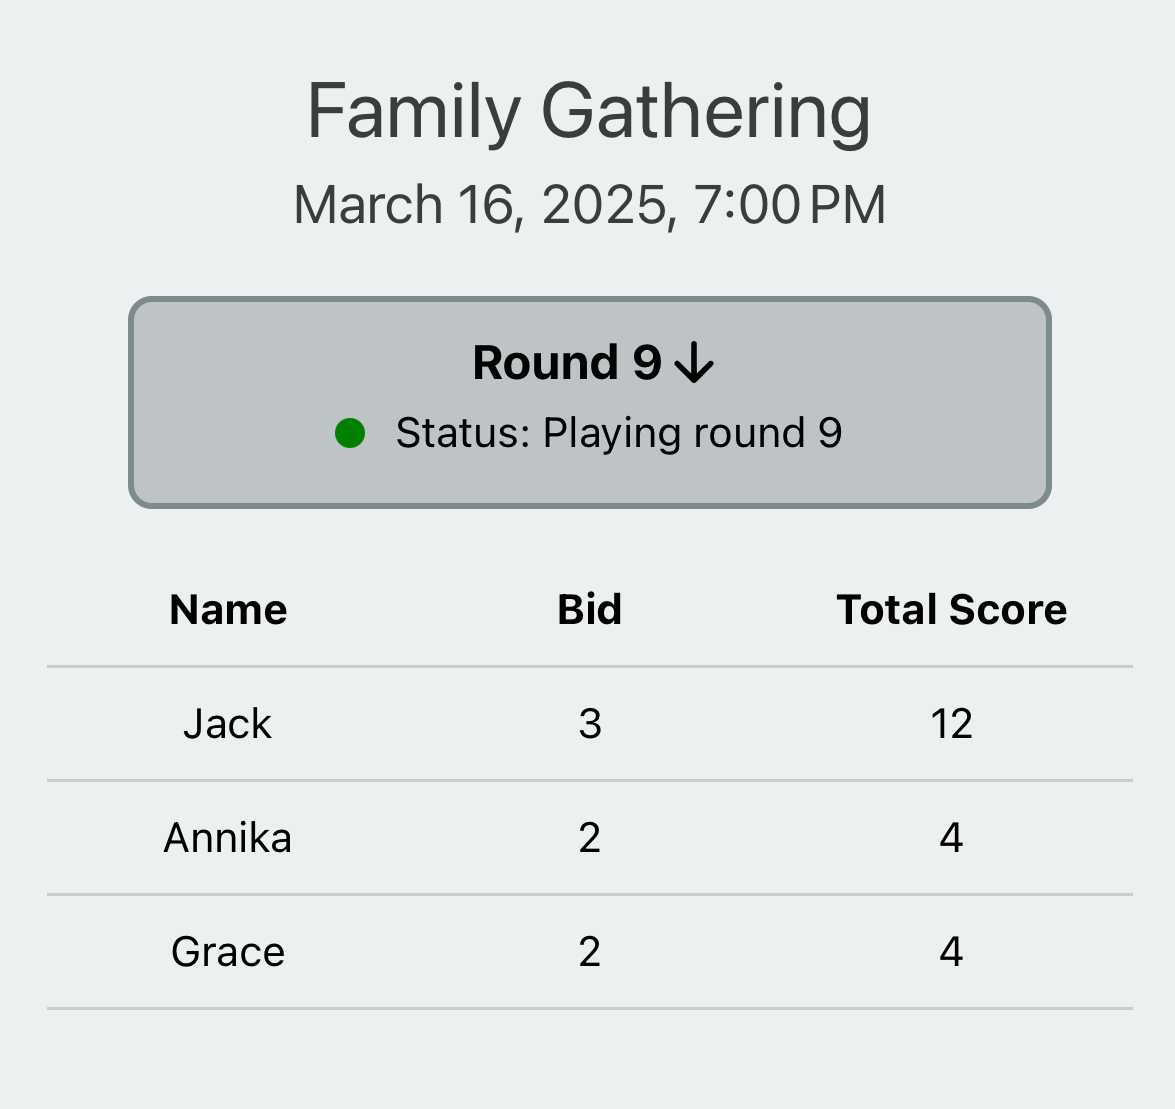 Family Gathering
March 16, 2025, 7:00 PM
Round 9 ↓
Status: Playing round 9
Name Bid Total Score
Jack 3 12
Annika 2 4
Grace 2 4